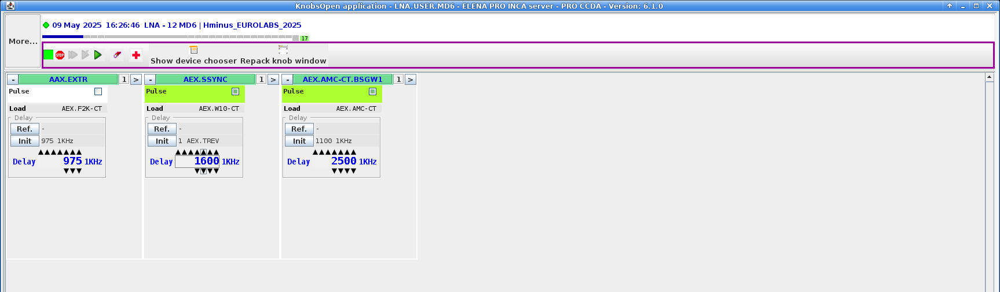 KnobsOpen application - LNA.USER.MD6 - ELENA PRO INCA server - PRO CCDA - Version: 6.1.0
More...
09 May 2025 16:26:46 LNA - 12 MD6 | Hminus_EUROLABS_2025
17
STOP
Show device chooser Repack knob window
- AAX.EXTR 1 >
Pulse
Load AEX.F2K-CT
Delay
Ref. -
Init 975 1KHz
Delay 975 1KHz
- AEX.SSYNC 1 >
Pulse
Load AEX.W10-CT
Delay
Ref. -
Init 1 AEX.TREV
Delay 1600 1KHz
- AEX.AMC-CT.BSGW1 1 >
Pulse
Load AEX.AMC-CT
Delay
Ref. -
Init 1100 1KHz
Delay 2500 1KHz